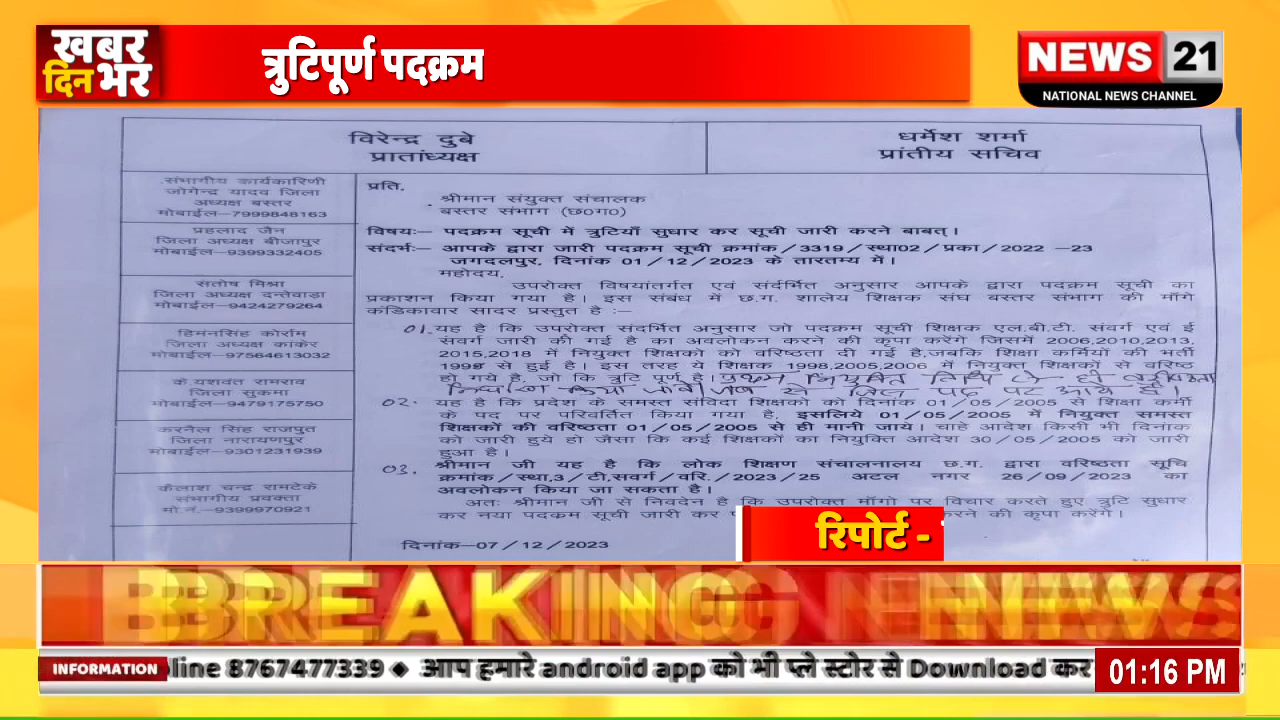 खबर
दिन भर
त्रुटिपूर्ण पदक्रम
NEWS 21
NATIONAL NEWS CHANNEL
विरेन्द्र दुबे
प्रातांध्यक्ष
धर्मेश शर्मा
प्रांतीय सचिव
संभागीय कार्यकारिणी
जोगेन्द्र यादव जिला
अध्यक्ष बस्तर
मोबाईल–7999848163
प्रहलाद जैन
जिला अध्यक्ष बीजापुर
मोबाईल–9399332405
संतोष मिश्रा
जिला अध्यक्ष दन्तेवाड़ा
मोबाईल–9424279264
हिमनसिंह कोर्राम
जिला अध्यक्ष कांकेर
मोबाईल–97564613032
के.यशवंत रामराव
जिला सुकमा
मोबाईल–9479175750
करनैल सिंह राजपुत
जिला नारायणपुर
मोबाईल–9301231939
कैलाश चन्द्र रामटेके
संभागीय प्रवक्ता
मो.नं.–9399970921
प्रति,
श्रीमान संयुक्त संचालक
बस्तर संभाग (छ0ग0)
विषयः– पदक्रम सूची में त्रुटियाँ सुधार कर सूची जारी करने बाबत्।
संदर्भः– आपके द्वारा जारी पदक्रम सूची क्रमांक/3319/स्था02/प्रका/2022 –23
जगदलपुर, दिनांक 01/12/2023 के तारतम्य में।
महोदय,
उपरोक्त विषयांतर्गत एवं संदर्भित अनुसार आपके द्वारा पदक्रम सूची का
प्रकाशन किया गया है। इस संबंध में छ.ग. शालेय शिक्षक संघ बस्तर संभाग की माँगे
कंडिकावार सादर प्रस्तुत है :–
01. यह है कि उपरोक्त संदर्भित अनुसार जो पदक्रम सूची शिक्षक एल.बी.टी. संवर्ग एवं ई
संवर्ग जारी की गई है का अवलोकन करने की कृपा करेंगे जिसमें 2006,2010,2013,
2015,2018 में नियुक्त शिक्षको को वरिष्ठता दी गई है,जबकि शिक्षा कर्मियों की भर्ती
1998 से हुई है। इस तरह ये शिक्षक 1998,2005,2006 में नियुक्त शिक्षकों से वरिष्ठ
हो गये है, जो कि त्रुटि पूर्ण है। प्रथम नियुक्ति तिथि
02. यह है कि प्रदेश के समस्त संविदा शिक्षको को दिनांक 01/05/2005 से शिक्षा कर्मी
के पद पर परिवर्तित किया गया है, इसलिये 01/05/2005 में नियुक्त समस्त
शिक्षकों की वरिष्ठता 01/05/2005 से ही मानी जाये। चाहे आदेश किसी भी दिनांक
को जारी हुये हो जैसा कि कई शिक्षकों का नियुक्ति आदेश 30/05/2005 को जारी
हुआ है।
03. श्रीमान जी यह है कि लोक शिक्षण संचालनालय छ.ग. द्वारा वरिष्ठता सूचि
क्रमांक/स्था,3/टी,सवर्ग/वरि./2023/25 अटल नगर 26/09/2023 का
अवलोकन किया जा सकता है।
अतः श्रीमान जी से निवदेन है कि उपरोक्त माँगो पर विचार करते हुए त्रुटि सुधार
कर नया पदक्रम सूची जारी कर करने की कृपा करेंगे।
दिनांक–07/12/2023
रिपोर्ट -
BREAKING NEWS
INFORMATION
line 8767477339 ◆ आप हमारे android app को भी प्ले स्टोर से Download कर
01:16 PM